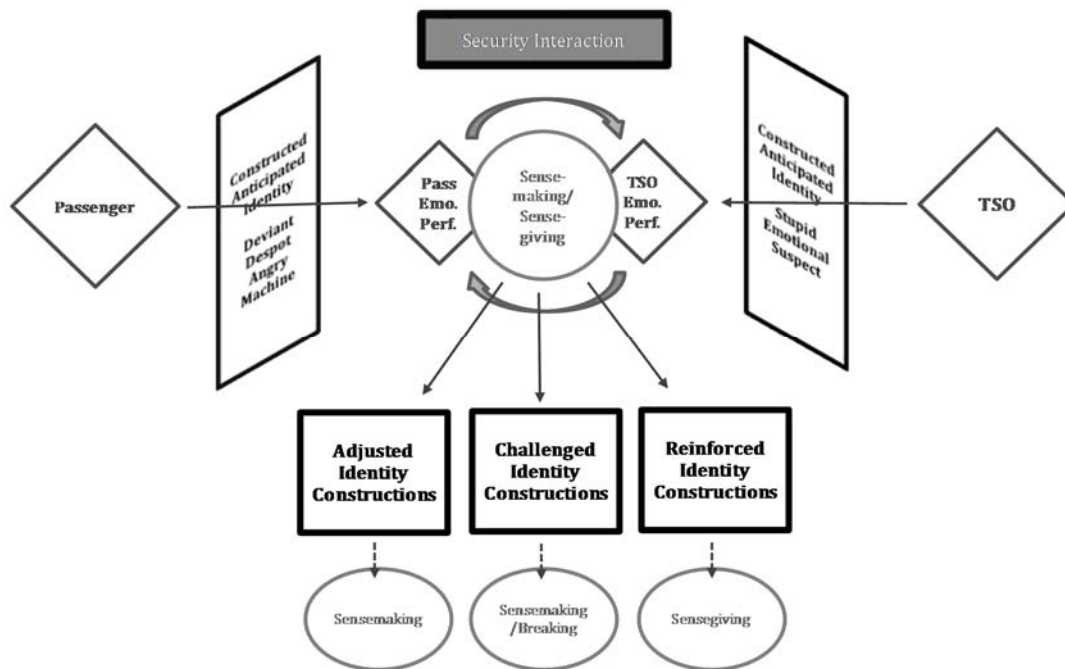 Security Interaction
Passenger
Constructed
Anticipated
Identity
Deviant
Despot
Angry
Machine
Pass
Emo.
Perf.
Sense-
making/
Sense-
giving
TSO
Emo.
Perf.
Constructed
Anticipated
Identity
Stupid
Emotional
Suspect
TSO
Adjusted
Identity
Constructions
Challenged
Identity
Constructions
Reinforced
Identity
Constructions
Sensemaking
Sensemaking
/Breaking
Sensegiving